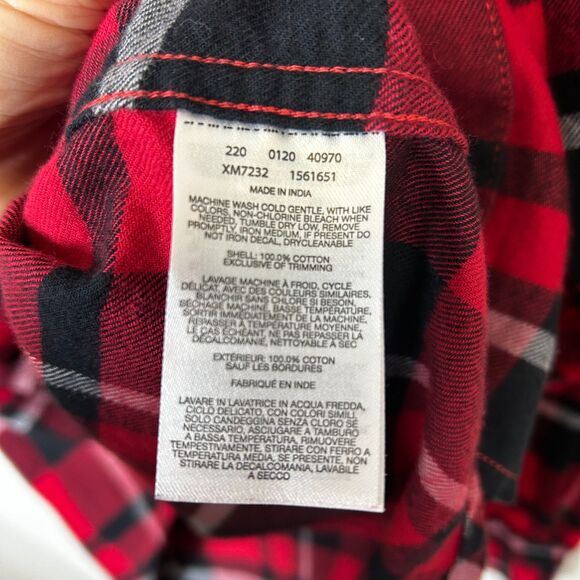 220 0120 40970
XM7232 1561651
MADE IN INDIA
MACHINE WASH COLD GENTLE, WITH LIKE
COLORS, NON-CHLORINE BLEACH WHEN
NEEDED, TUMBLE DRY LOW, REMOVE
PROMPTLY, IRON MEDIUM, IF PRESENT DO
NOT IRON DECAL, DRYCLEANABLE
SHELL: 100.0% COTTON
EXCLUSIVE OF TRIMMING
LAVAGE MACHINE À FROID, CYCLE
DÉLICAT, AVEC DES COULEURS SIMILAIRES,
BLANCHIR SANS CHLORE SI BESOIN,
SÉCHAGE MACHINE, BASSE TEMPÉRATURE,
SORTIR IMMÉDIATEMENT DE LA MACHINE,
REPASSER À TEMPÉRATURE MOYENNE,
LE CAS ÉCHÉANT, NE PAS REPASSER LA
DÉCALCOMANIE, NETTOYABLE A SEC
EXTÉRIEUR: 100.0% COTON
SAUF LES BORDURES
FABRIQUÉ EN INDE
LAVARE IN LAVATRICE IN ACQUA FREDDA,
CICLO DELICATO, CON COLORI SIMILI,
SOLO CANDEGGINA SENZA CLORO SÉ
NECESSARIO, ASCIUGARE A TAMBURO
A BASSA TEMPERATURA, RIMUOVERE
TEMPESTIVAMENTE, STIRARE CON FERRO A
TEMPERATURA MEDIA, SE PRESENTE, NON
STIRARE LA DECALCOMANIA, LAVABILE
A SECCO